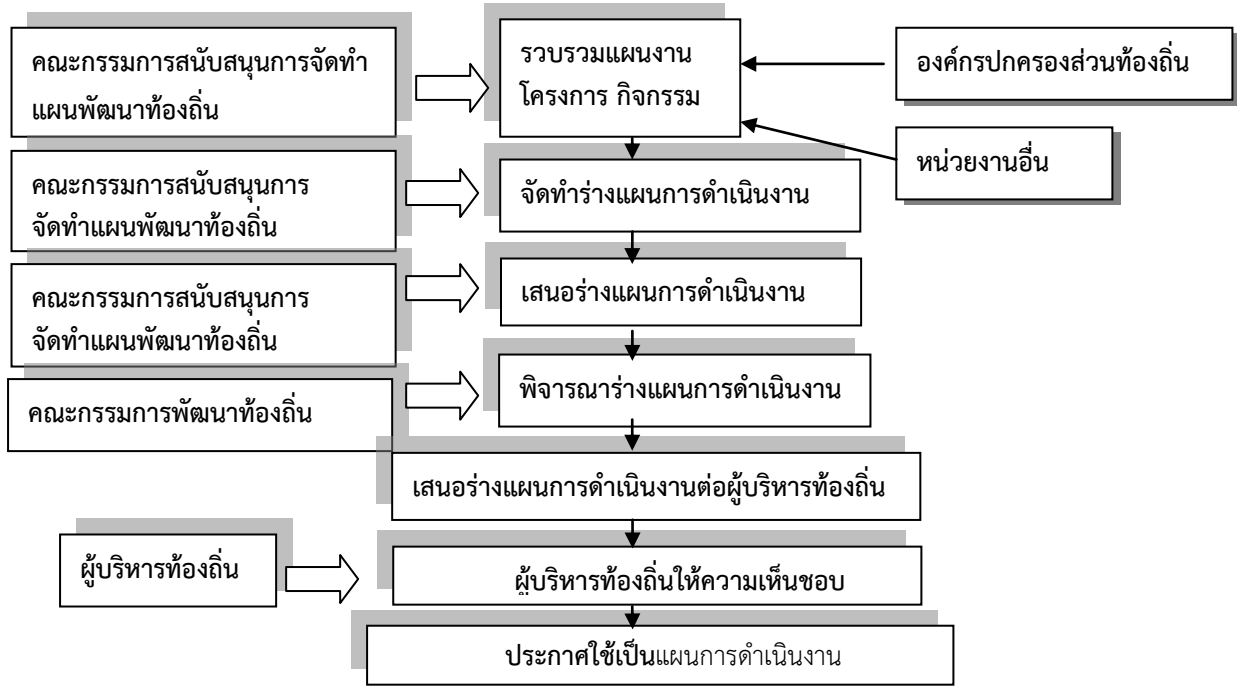 คณะกรรมการสนับสนุนการจัดทำ
แผนพัฒนาท้องถิ่น
รวบรวมแผนงาน
โครงการ กิจกรรม
องค์กรปกครองส่วนท้องถิ่น
หน่วยงานอื่น
คณะกรรมการสนับสนุนการ
จัดทำแผนพัฒนาท้องถิ่น
จัดทำร่างแผนการดำเนินงาน
คณะกรรมการสนับสนุนการ
จัดทำแผนพัฒนาท้องถิ่น
เสนอร่างแผนการดำเนินงาน
คณะกรรมการพัฒนาท้องถิ่น
พิจารณาร่างแผนการดำเนินงาน
เสนอร่างแผนการดำเนินงานต่อผู้บริหารท้องถิ่น
ผู้บริหารท้องถิ่น
ผู้บริหารท้องถิ่นให้ความเห็นชอบ
ประกาศใช้เป็นแผนการดำเนินงาน